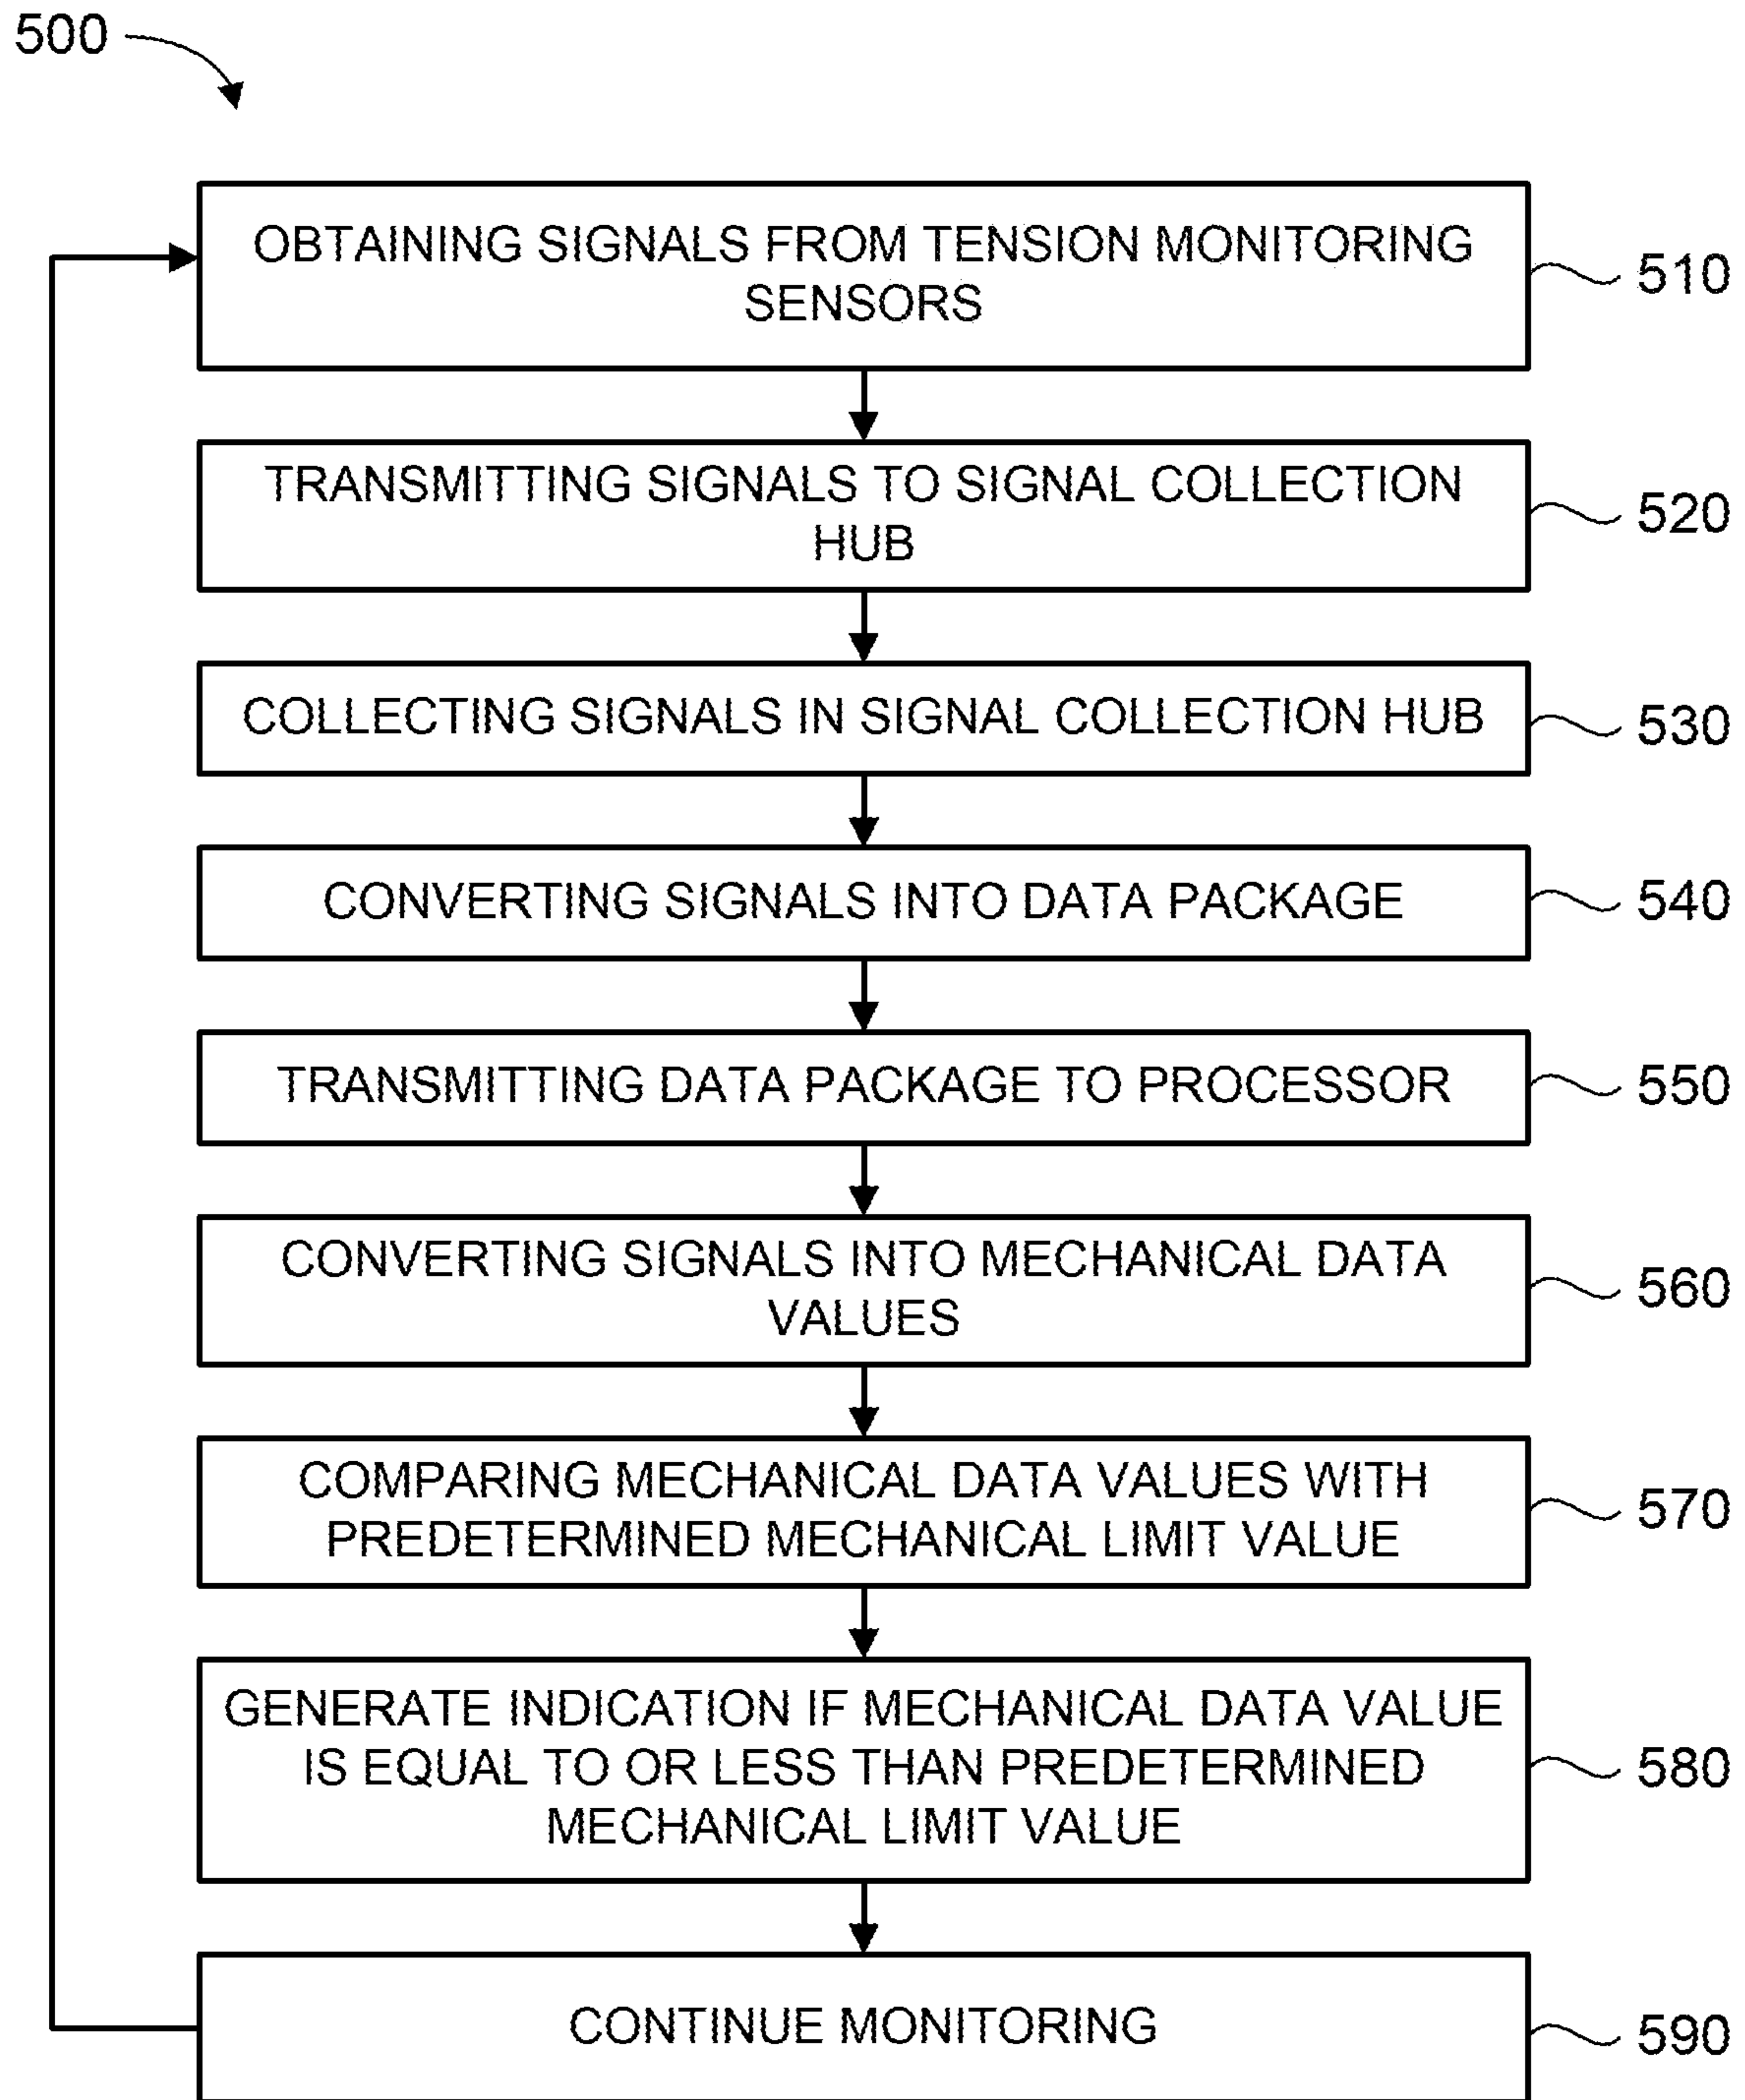 500
OBTAINING SIGNALS FROM TENSION MONITORING
SENSORS
510
TRANSMITTING SIGNALS TO SIGNAL COLLECTION
HUB
520
COLLECTING SIGNALS IN SIGNAL COLLECTION HUB
530
CONVERTING SIGNALS INTO DATA PACKAGE
540
TRANSMITTING DATA PACKAGE TO PROCESSOR
550
CONVERTING SIGNALS INTO MECHANICAL DATA
VALUES
560
COMPARING MECHANICAL DATA VALUES WITH
PREDETERMINED MECHANICAL LIMIT VALUE
570
GENERATE INDICATION IF MECHANICAL DATA VALUE
IS EQUAL TO OR LESS THAN PREDETERMINED
MECHANICAL LIMIT VALUE
580
CONTINUE MONITORING
590